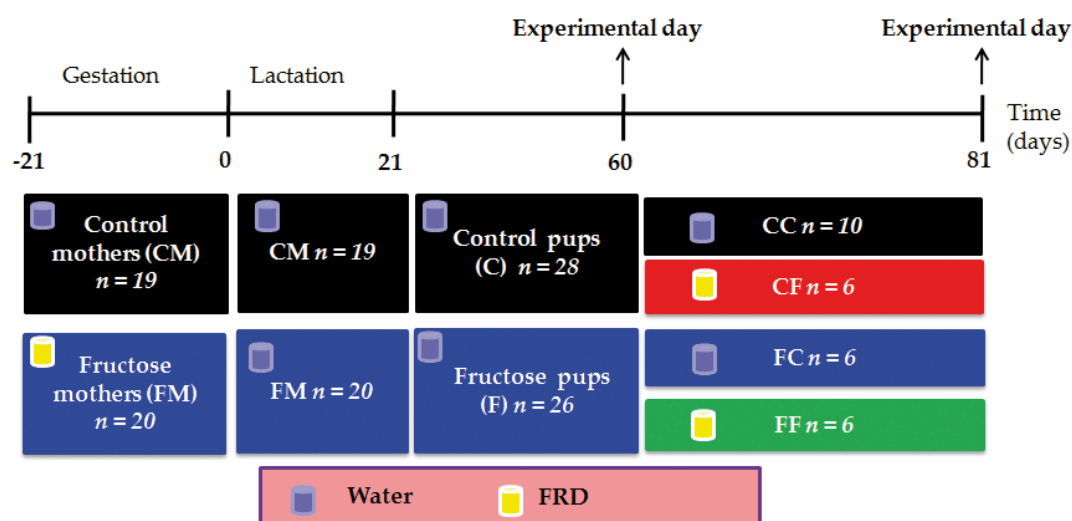 Experimental day
Experimental day
Gestation
Lactation
Time
(days)
-21
0
21
60
81
Control
mothers (CM)
n = 19
CM n = 19
Control pups
(C) n = 28
CC n = 10
CF n = 6
Fructose
mothers (FM)
n = 20
FM n = 20
Fructose pups
(F) n = 26
FC n = 6
FF n = 6
Water
FRD